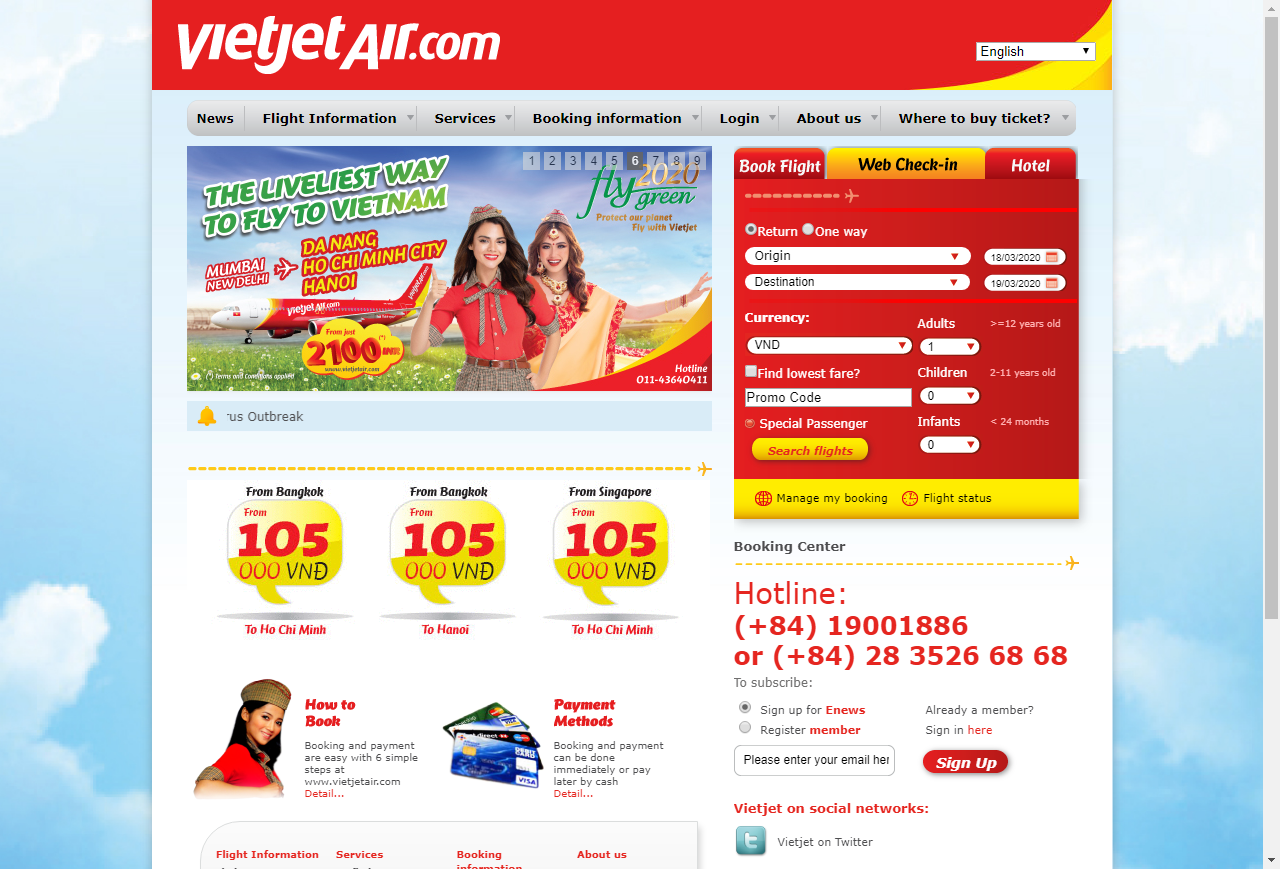 vietjetAir.com
English
News
Flight Information
Services
Booking information
Login
About us
Where to buy ticket?
1 2 3 4 5 6 7 8 9
THE LIVELIEST WAY
TO FLY TO VIETNAM
fly 2020
green
Protect our planet
Fly with Vietjet
MUMBAI
NEW DELHI
DA NANG
HO CHI MINH CITY
HANOI
vietjetAir.com
From just
2100 INR (*)
www.vietjetair.com
(*) Terms and Conditions applied
Hotline
011-43640411
rus Outbreak
From Bangkok
From
105
000 VNĐ
To Ho Chi Minh
From Bangkok
From
105
000 VNĐ
To Hanoi
From Singapore
From
105
000 VNĐ
To Ho Chi Minh
How to
Book
Booking and payment
are easy with 6 simple
steps at
www.vietjetair.com
Detail...
VISA
Payment
Methods
Booking and payment
can be done
immediately or pay
later by cash
Detail...
Flight Information
Services
Booking
information
About us
Book Flight
Web Check-in
Hotel
Return One way
Origin
18/03/2020
Destination
19/03/2020
Currency:
VND
Find lowest fare?
Promo Code
Special Passenger
Search flights
Adults
>=12 years old
1
Children
2-11 years old
0
Infants
< 24 months
0
Manage my booking
Flight status
Booking Center
Hotline:
(+84) 19001886
or (+84) 28 3526 68 68
To subscribe:
Sign up for Enews
Register member
Already a member?
Sign in here
Please enter your email her
Sign Up
Vietjet on social networks:
Vietjet on Twitter